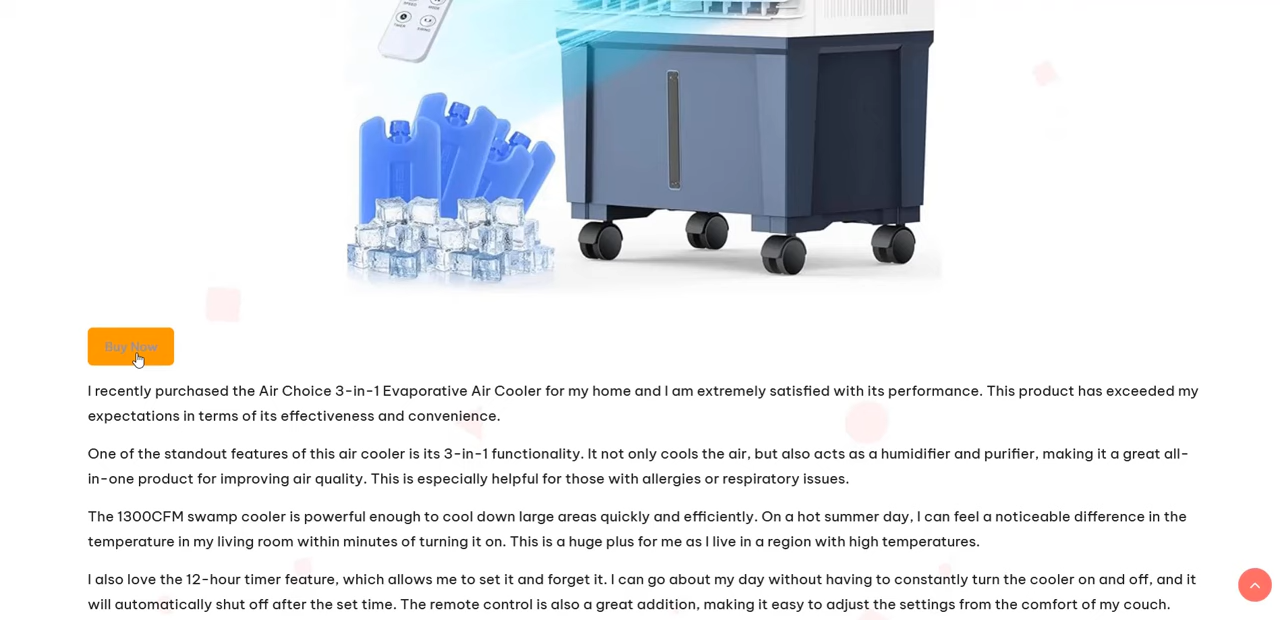 MODE
TIMER
Buy Now
I recently purchased the Air Choice 3-in-1 Evaporative Air Cooler for my home and I am extremely satisfied with its performance. This product has exceeded my
expectations in terms of its effectiveness and convenience.
One of the standout features of this air cooler is its 3-in-1 functionality. It not only cools the air, but also acts as a humidifier and purifier, making it a great all-
in-one product for improving air quality. This is especially helpful for those with allergies or respiratory issues.
The 1300CFM swamp cooler is powerful enough to cool down large areas quickly and efficiently. On a hot summer day, I can feel a noticeable difference in the
temperature in my living room within minutes of turning it on. This is a huge plus for me as I live in a region with high temperatures.
I also love the 12-hour timer feature, which allows me to set it and forget it. I can go about my day without having to constantly turn the cooler on and off, and it
will automatically shut off after the set time. The remote control is also a great addition, making it easy to adjust the settings from the comfort of my couch.